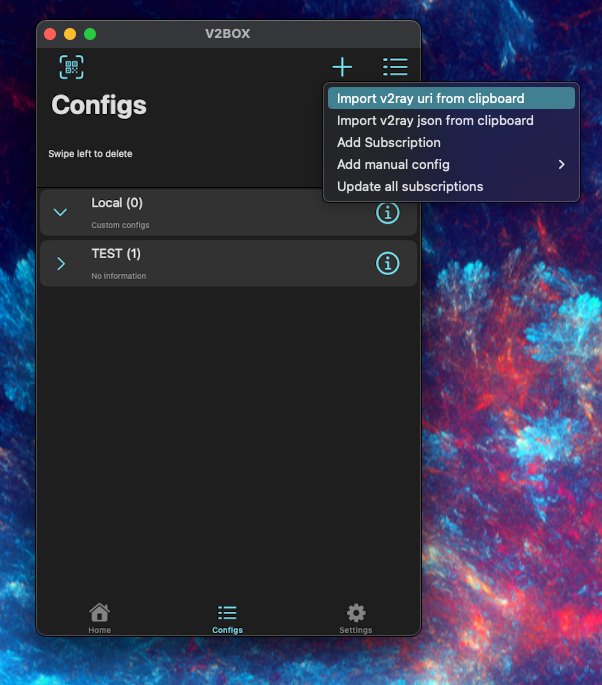 V2BOX
Configs
Swipe left to delete
Import v2ray uri from clipboard
Import v2ray json from clipboard
Add Subscription
Add manual config
Update all subscriptions
Local (0)
Custom configs
TEST (1)
No information
Home
Configs
Settings